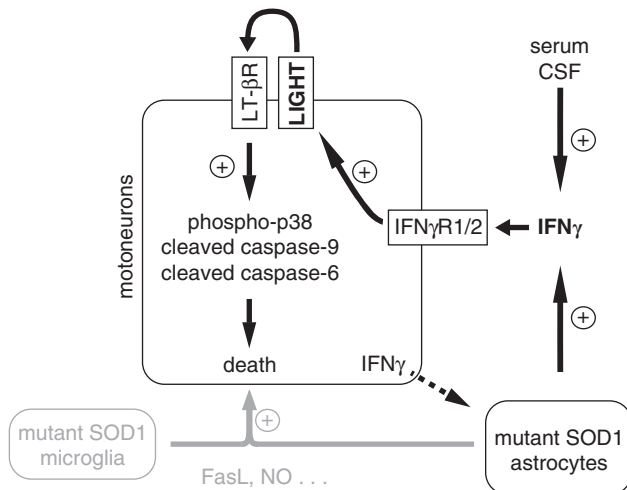 serum
CSF
LT-βR
LIGHT
+
+
+
motoneurons
phospho-p38
cleaved caspase-9
cleaved caspase-6
IFNγR1/2
IFNγ
+
death
IFNγ
+
mutant SOD1
microglia
mutant SOD1
astrocytes
FasL, NO . . .